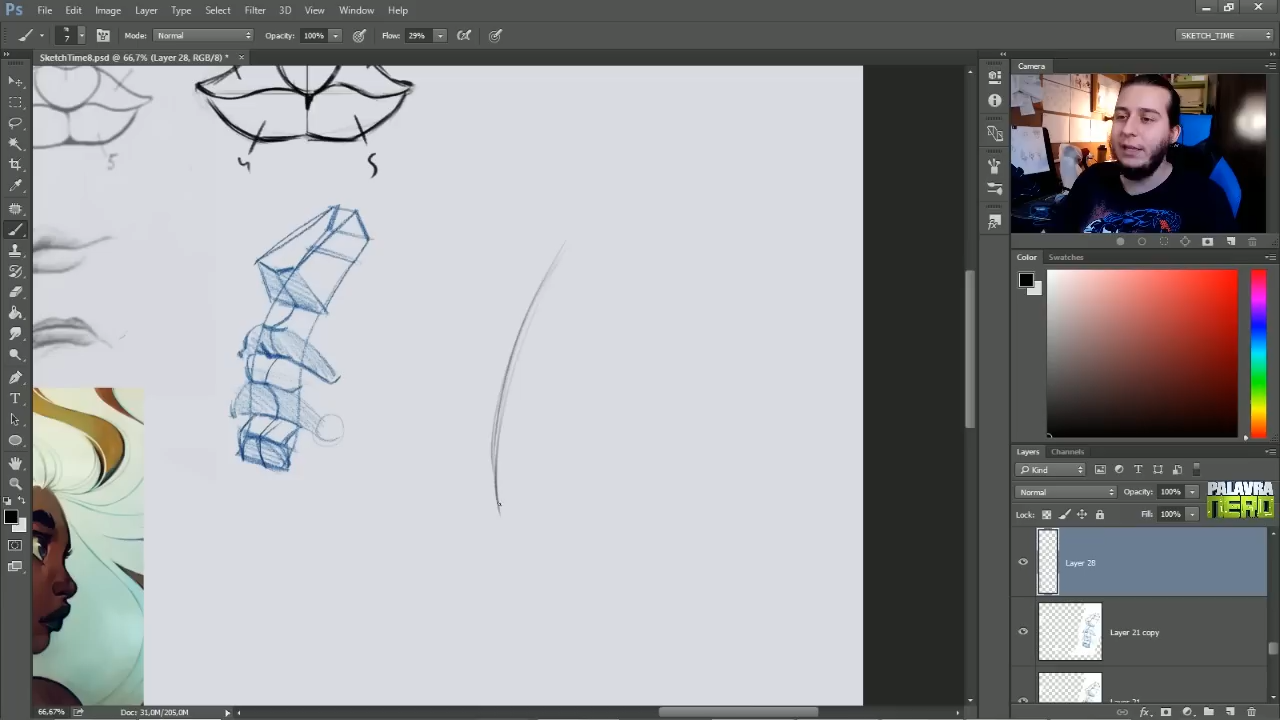 Ps File Edit Image Layer Type Select Filter 3D View Window Help
7 Mode: Normal Opacity: 100% Flow: 29% SKETCH_TIME
SketchTime8.psd @ 66,7% (Layer 28, RGB/8) * ×
Camera
5
4 5
Color Swatches
Layers Channels
Kind
Normal Opacity: 100%
PALAVRA
NERD
Lock: Fill: 100%
Layer 28
Layer 21 copy
66,67% Doc: 31,0M/205,0M